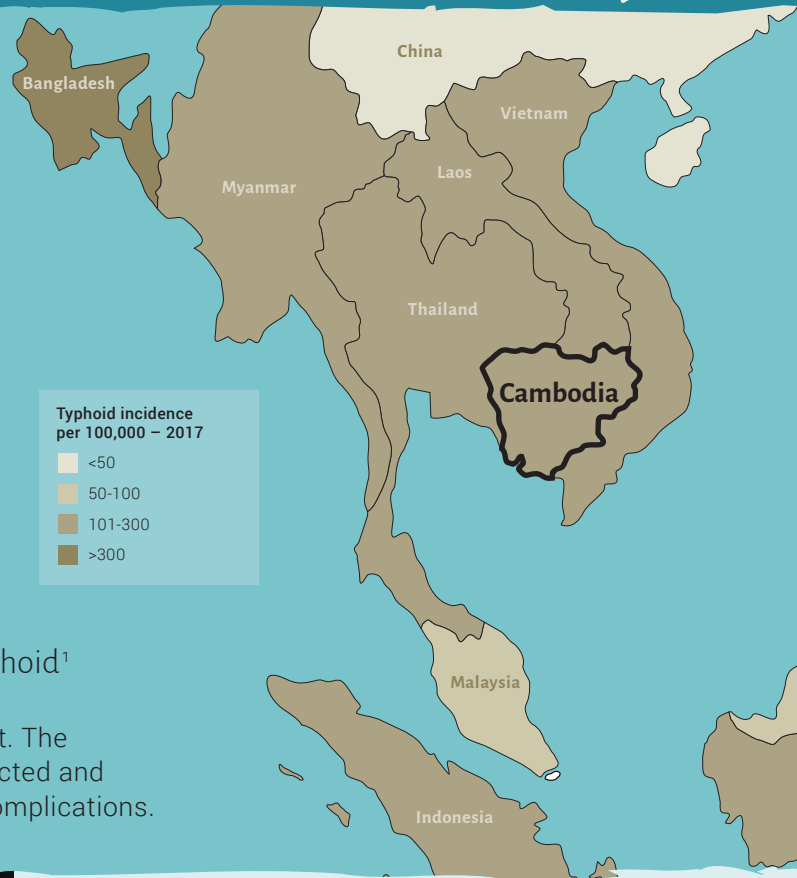 China
Bangladesh
Vietnam
Laos
Myanmar
Thailand
Cambodia
Typhoid incidence
per 100,000 – 2017
<50
50-100
101-300
>300
hoid¹
Malaysia
t. The
cted and
omplications.
Indonesia